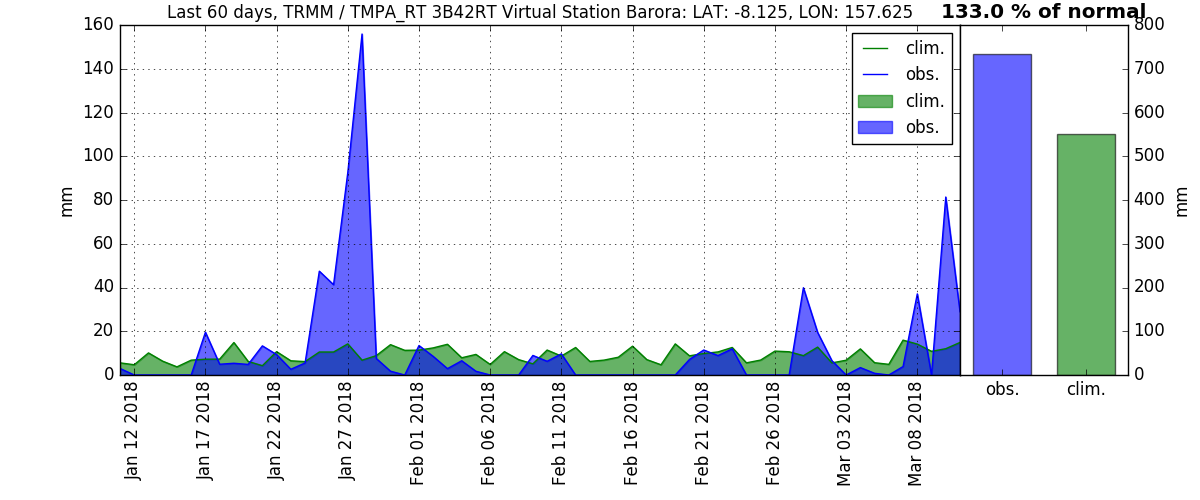 Last 60 days, TRMM / TMPA_RT 3B42RT Virtual Station Barora: LAT: -8.125, LON: 157.625
133.0 % of normal
160
140
120
100
80
60
40
20
0
mm
clim.
obs.
clim.
obs.
800
700
600
500
400
300
200
100
0
mm
Jan 12 2018
Jan 17 2018
Jan 22 2018
Jan 27 2018
Feb 01 2018
Feb 06 2018
Feb 11 2018
Feb 16 2018
Feb 21 2018
Feb 26 2018
Mar 03 2018
Mar 08 2018
obs.
clim.